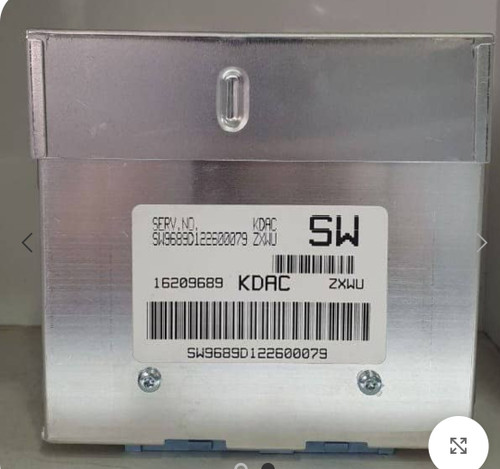 SERV.NO. KDAC
SW9689D122600079 ZXWU
SW
16209689 KDAC ZXWU
SW9689D122600079